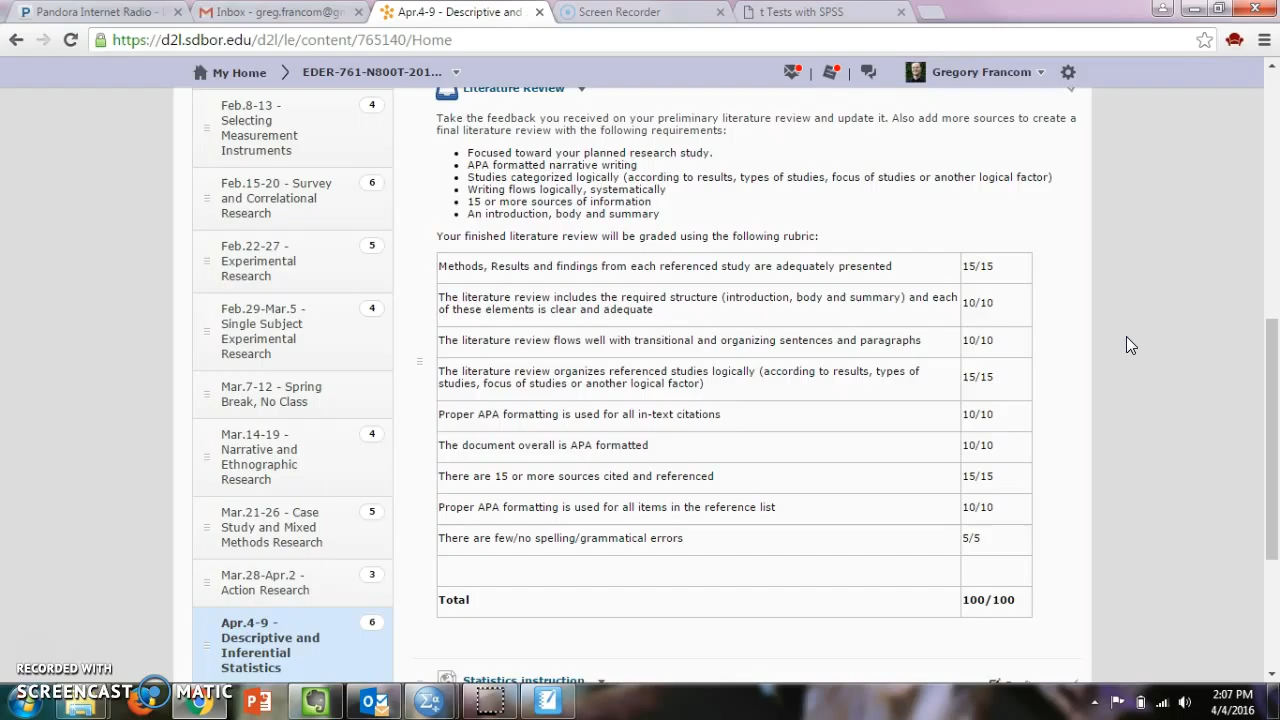 Pandora Internet Radio -
Inbox - greg.francom@g
Apr.4-9 - Descriptive and
Screen Recorder
t Tests with SPSS
https://d2l.sdbor.edu/d2l/le/content/765140/Home
My Home
EDER-761-N800T-201...
Gregory Francom
Feb.8-13 -
Selecting
Measurement
Instruments
4
Feb.15-20 - Survey
and Correlational
Research
6
Feb.22-27 -
Experimental
Research
5
Feb.29-Mar.5 -
Single Subject
Experimental
Research
4
Mar.7-12 - Spring
Break, No Class
Mar.14-19 -
Narrative and
Ethnographic
Research
4
Mar.21-26 - Case
Study and Mixed
Methods Research
5
Mar.28-Apr.2 -
Action Research
3
Apr.4-9 -
Descriptive and
Inferential
Statistics
6
Literature Review
Take the feedback you received on your preliminary literature review and update it. Also add more sources to create a
final literature review with the following requirements:
Focused toward your planned research study.
APA formatted narrative writing
Studies categorized logically (according to results, types of studies, focus of studies or another logical factor)
Writing flows logically, systematically
15 or more sources of information
An introduction, body and summary
Your finished literature review will be graded using the following rubric:
Methods, Results and findings from each referenced study are adequately presented 15/15
The literature review includes the required structure (introduction, body and summary) and each
of these elements is clear and adequate 10/10
The literature review flows well with transitional and organizing sentences and paragraphs 10/10
The literature review organizes referenced studies logically (according to results, types of
studies, focus of studies or another logical factor) 15/15
Proper APA formatting is used for all in-text citations 10/10
The document overall is APA formatted 10/10
There are 15 or more sources cited and referenced 15/15
Proper APA formatting is used for all items in the reference list 10/10
There are few/no spelling/grammatical errors 5/5
Total 100/100
Statistics instruction
RECORDED WITH
SCREENCAST MATIC
2:07 PM
4/4/2016